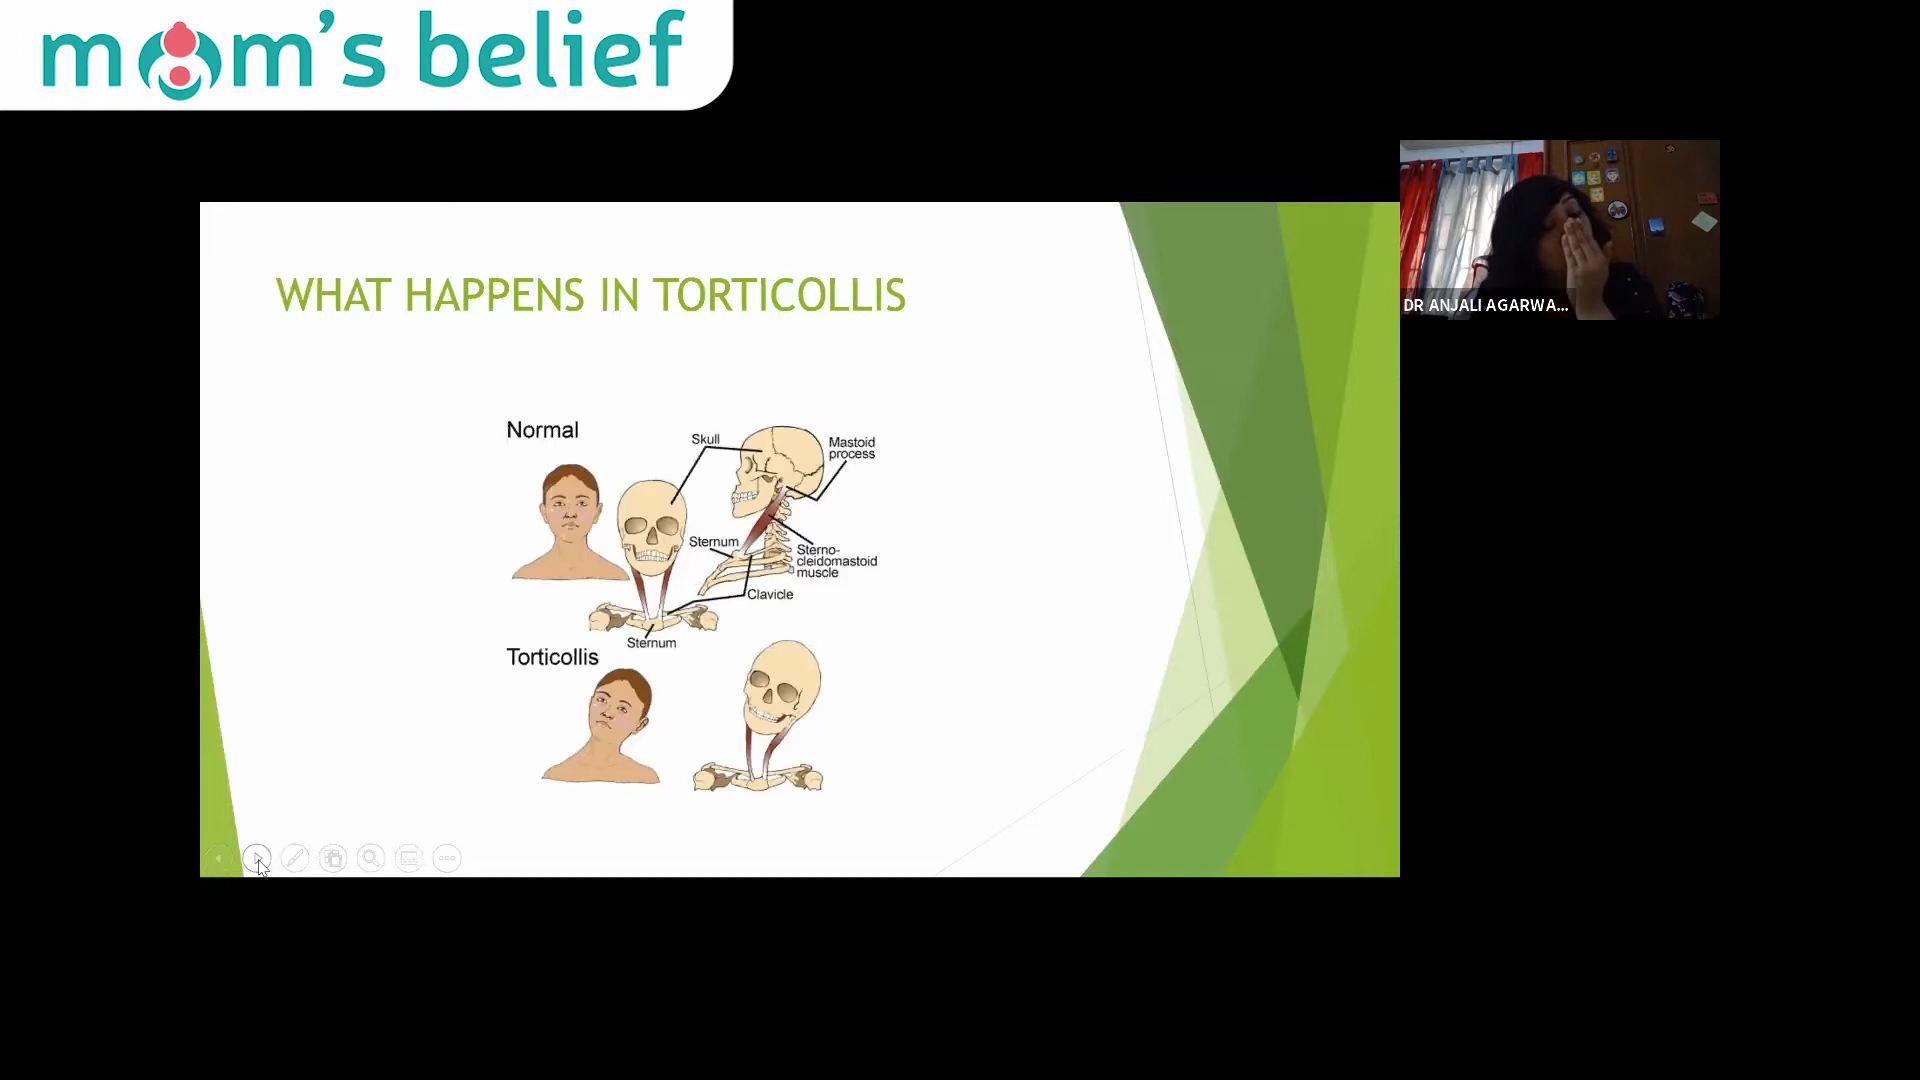 mom's belief
WHAT HAPPENS IN TORTICOLLIS
Normal
Skull
Mastoid
process
Sternum
Sterno-
cleidomastoid
muscle
Clavicle
Sternum
Torticollis
DR ANJALI AGARWA...